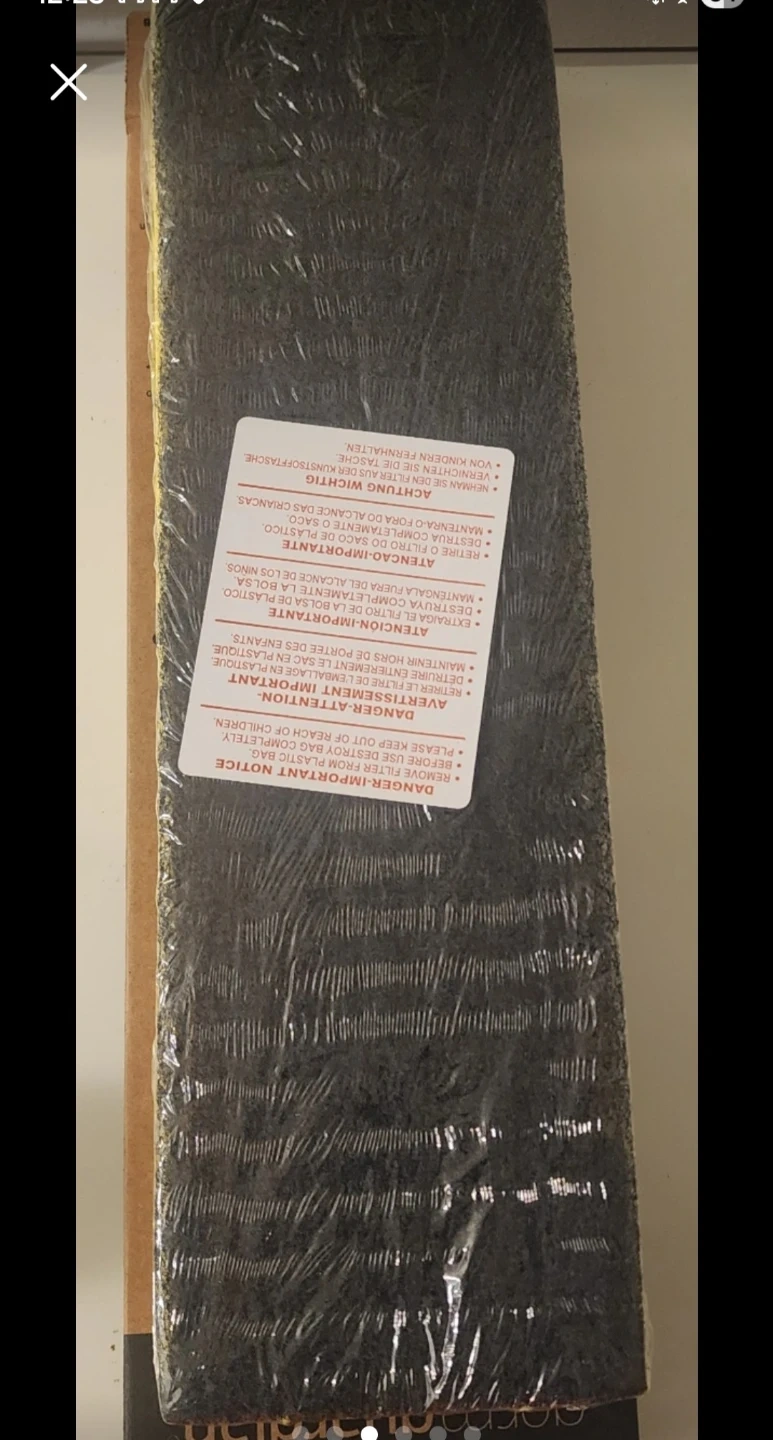 DANGER-IMPORTANT NOTICE
• REMOVE FILTER FROM PLASTIC BAG.
• BEFORE USE DESTROY BAG COMPLETELY.
• PLEASE KEEP OUT OF REACH OF CHILDREN.
DANGER-ATTENTION-
AVERTISSEMENT IMPORTANT
• RETIRER LE FILTRE DE L'EMBALLAGE EN PLASTIQUE.
• DETRUIRE ENTIEREMENT LE SAC EN PLASTIQUE.
• MAINTENIR HORS DE PORTEE DES ENFANTS.
ATENCIÓN-IMPORTANTE
• EXTRAIGA EL FILTRO DE LA BOLSA DE PLASTICO.
• DESTRUYA COMPLETAMENTE LA BOLSA.
• MANTENGALA FUERA DEL ALCANCE DE LOS NIÑOS.
ATENCAO-IMPORTANTE
• RETIRE O FILTRO DO SACO DE PLASTICO.
• DESTRUA COMPLETAMENTE O SACO.
• MANTENRA-O FORA DO ALCANCE DAS CRIANCAS.
ACHTUNG WICHTIG
• NEHMAN SIE DEN FILTER AUS DER KUNSTSOFFTASCHE.
• VERNICHTEN SIE DIE TASCHE.
• VON KINDERN FERNHALTEN.